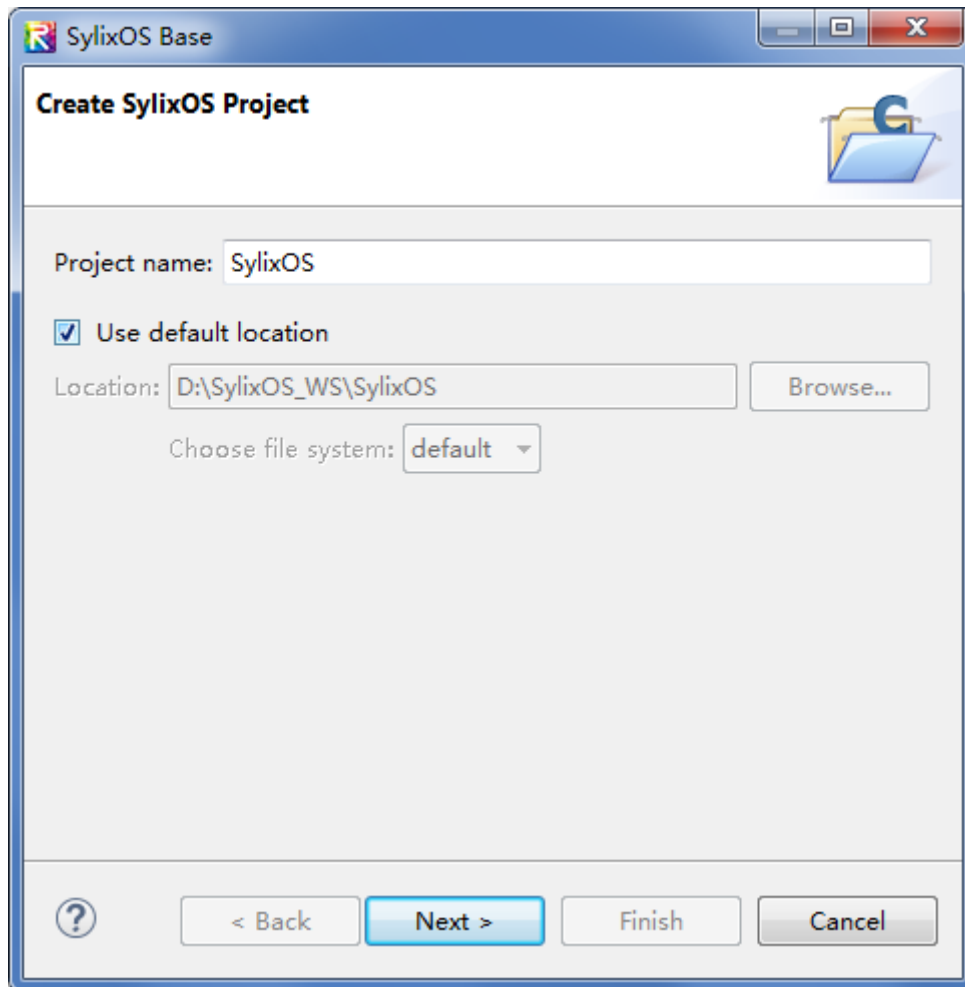 SylixOS Base
Create SylixOS Project
Project name: SylixOS
Use default location
Location: D:\SylixOS_WS\SylixOS Browse...
Choose file system: default
? < Back Next > Finish Cancel